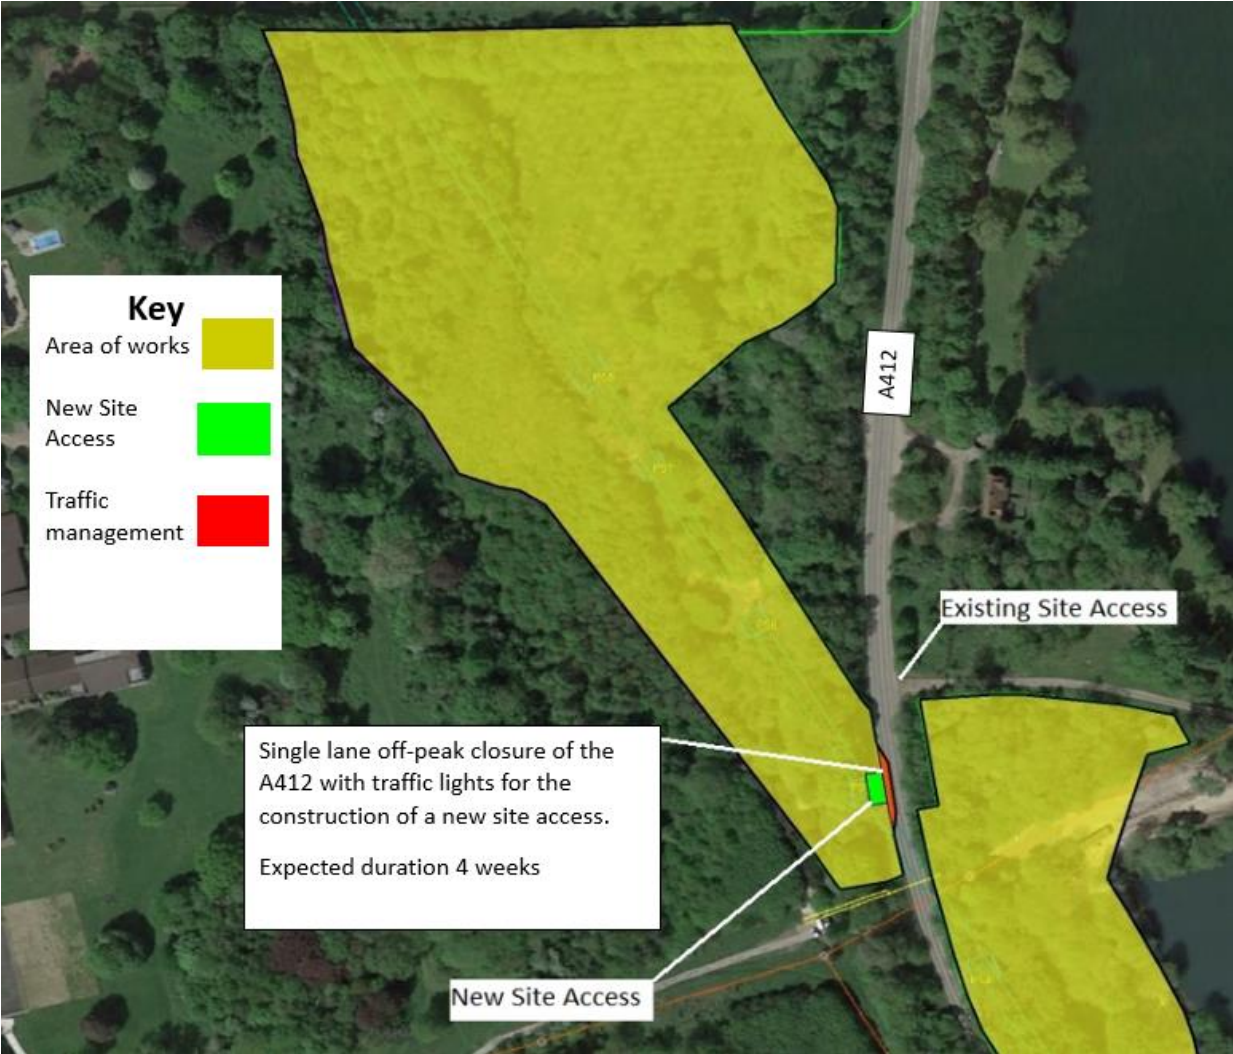 Key
Area of works
New Site
Access
Traffic
management
A412
Existing Site Access
Single lane off-peak closure of the
A412 with traffic lights for the
construction of a new site access.
Expected duration 4 weeks
New Site Access